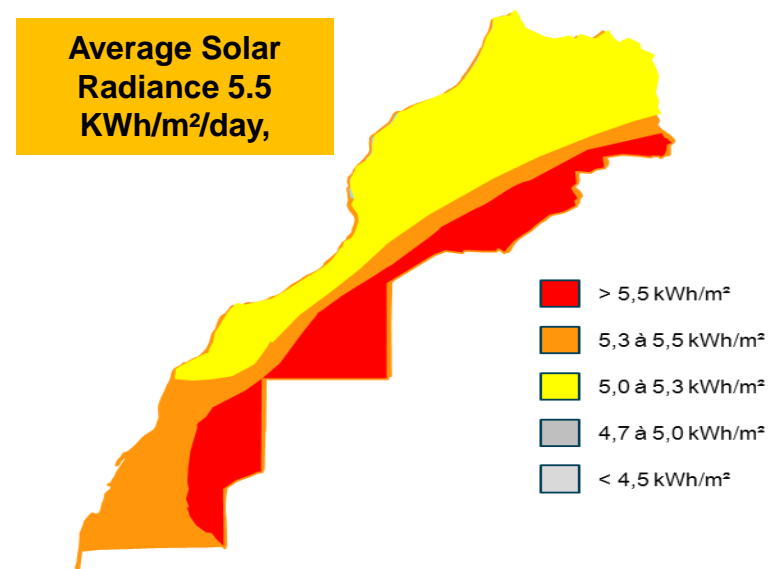 Average Solar
Radiance 5.5
KWh/m²/day,
> 5,5 kWh/m²
5,3 à 5,5 kWh/m²
5,0 à 5,3 kWh/m²
4,7 à 5,0 kWh/m²
< 4,5 kWh/m²